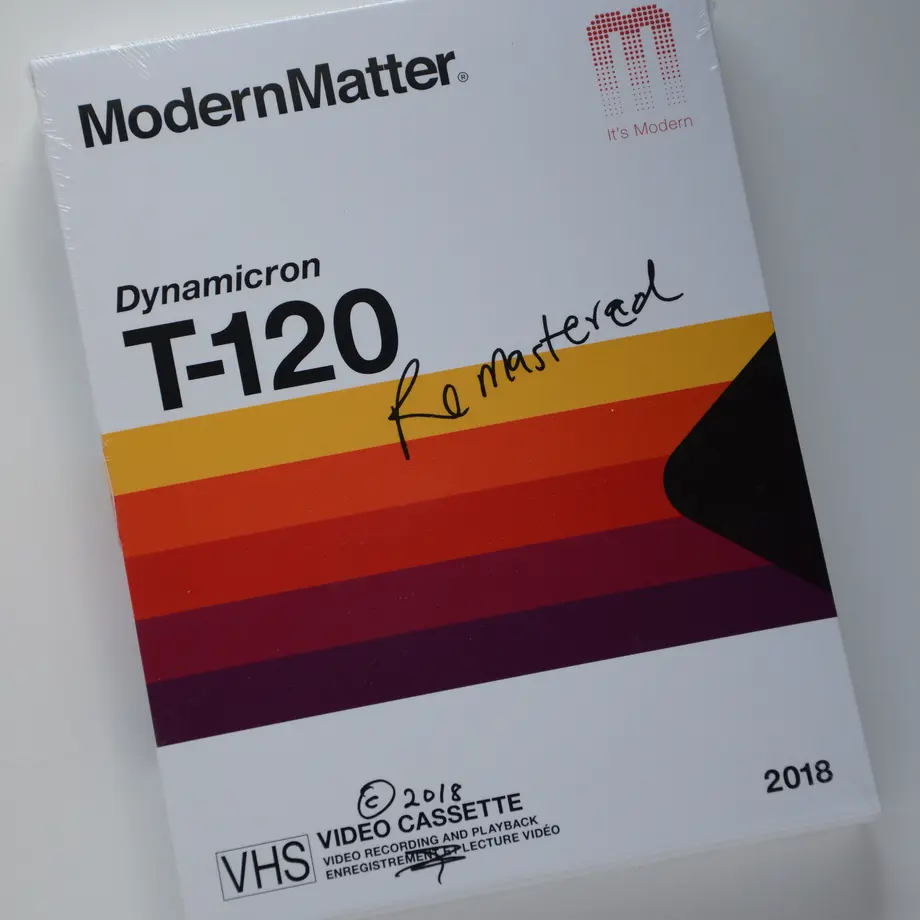 ModernMatter®
It's Modern
Dynamicron
T-120
Remastered
© 2018
VIDEO CASSETTE
VIDEO RECORDING AND PLAYBACK
ENREGISTREMENT ET LECTURE VIDÉO
VHS
2018